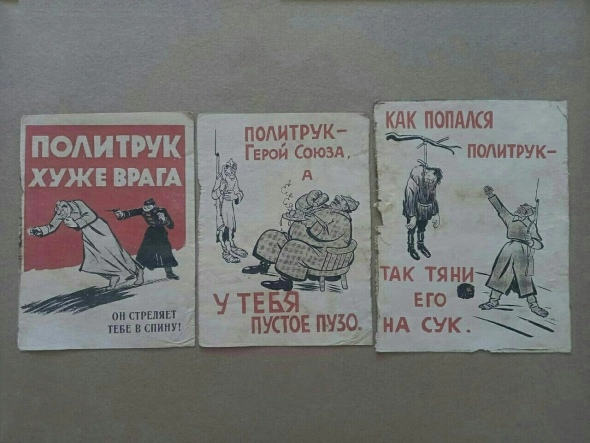 ПОЛИТРУК
ХУЖЕ ВРАГА
ОН СТРЕЛЯЕТ
ТЕБЕ В СПИНУ!
ПОЛИТРУК–
ГЕРОЙ СОЮЗА,
А
У ТЕБЯ
ПУСТОЕ ПУЗО.
КАК ПОПАЛСЯ
ПОЛИТРУК–
ТАК ТЯНИ
ЕГО
НА СУК.